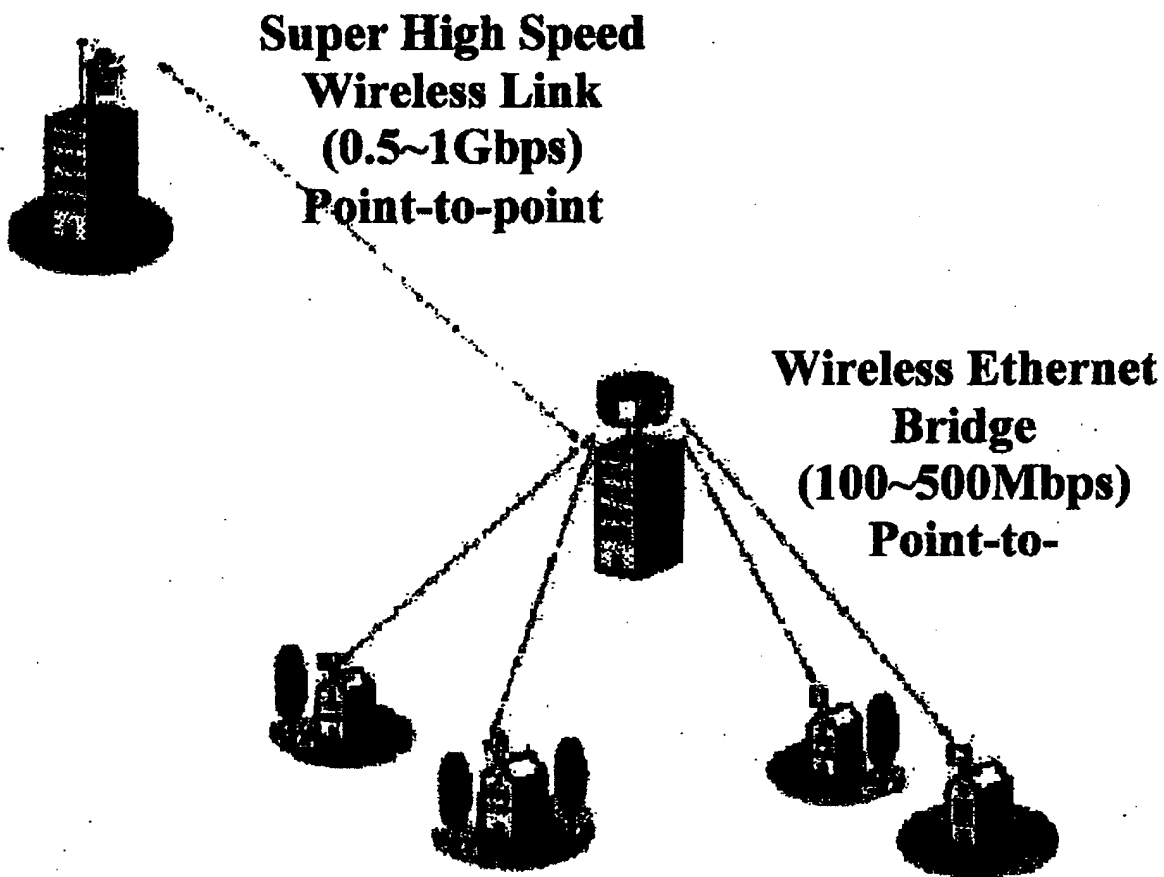 Super High Speed
Wireless Link
(0.5~1Gbps)
Point-to-point
Wireless Ethernet
Bridge
(100~500Mbps)
Point-to-